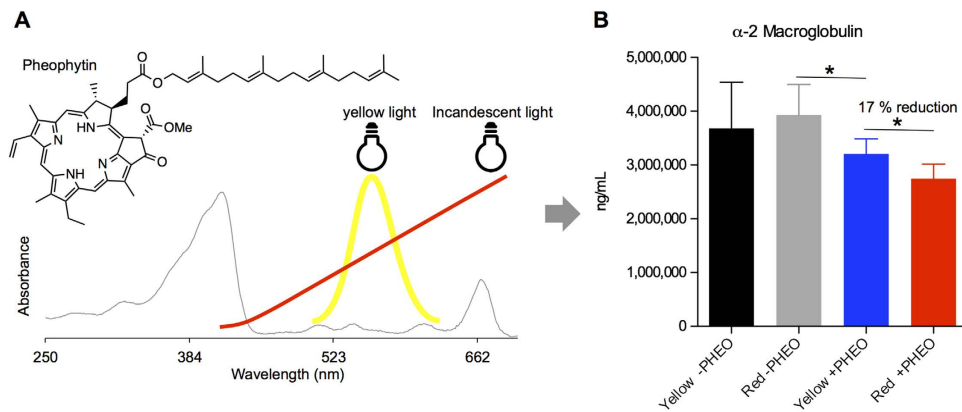 A
Pheophytin
O
O
NH
N
N
NH
O
OMe
O
yellow light
Incandescent light
Absorbance
250
384
523
662
Wavelength (nm)
B
α-2 Macroglobulin
5,000,000
4,000,000
3,000,000
2,000,000
1,000,000
0
ng/mL
*
17 % reduction
*
Yellow -PHEO
Red -PHEO
Yellow +PHEO
Red +PHEO